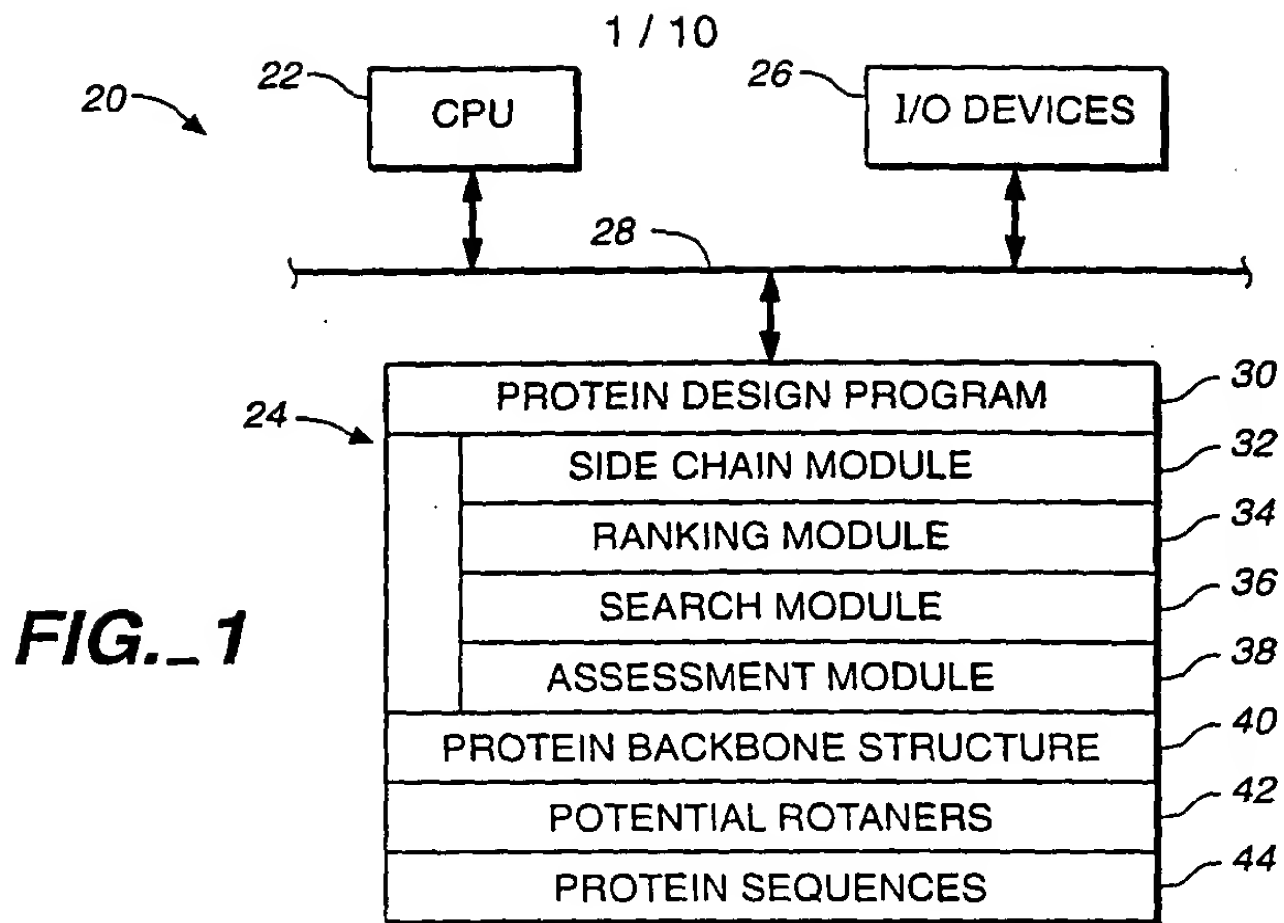 1 / 10
20
22
CPU
26
I/O DEVICES
28
24
PROTEIN DESIGN PROGRAM
30
SIDE CHAIN MODULE
32
RANKING MODULE
34
SEARCH MODULE
36
ASSESSMENT MODULE
38
PROTEIN BACKBONE STRUCTURE
40
POTENTIAL ROTANERS
42
PROTEIN SEQUENCES
44
FIG._1